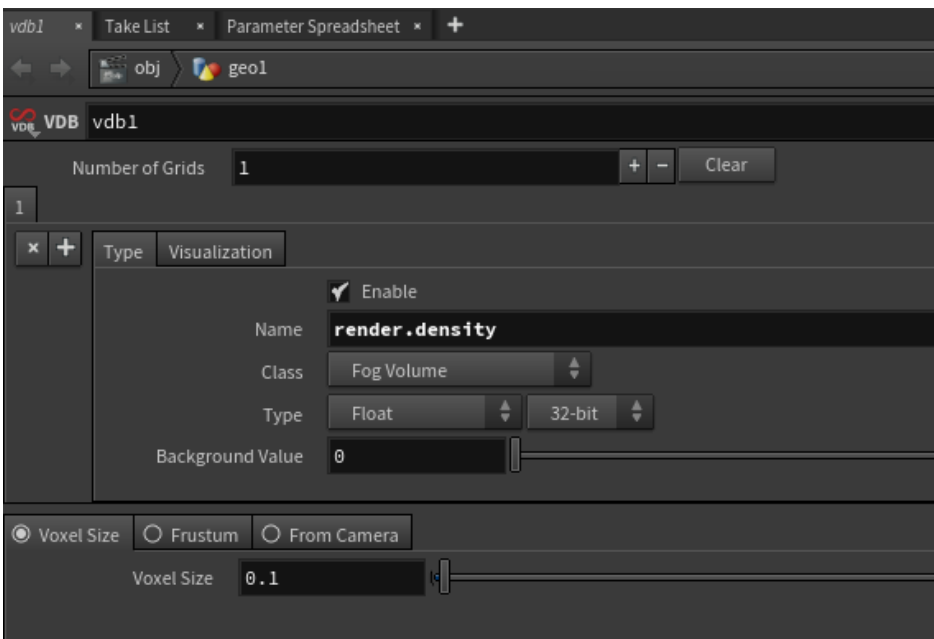 vdb1 × Take List × Parameter Spreadsheet × +
obj geo1
VDB VDB vdb1
Number of Grids 1 + − Clear
1
× + Type Visualization
Enable
Name render.density
Class Fog Volume
Type Float 32-bit
Background Value 0
Voxel Size Frustum From Camera
Voxel Size 0.1